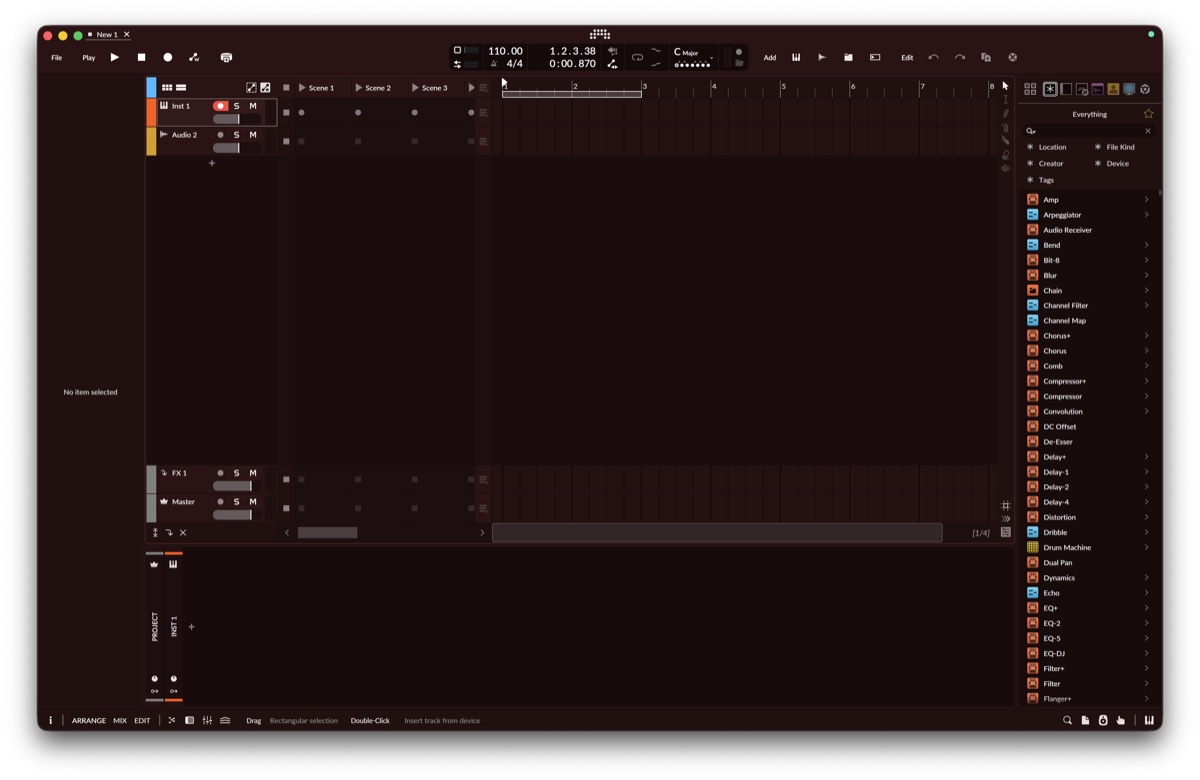 New 1
File
Play
110.00
4/4
1.2.3.38
0:00.870
C Major
Add
Edit
Scene 1
Scene 2
Scene 3
1
2
3
4
5
6
7
8
Inst 1
S
M
Audio 2
S
M
+
No item selected
FX 1
S
M
Master
S
M
[1/4]
PROJECT
INST 1
+
Everything
Location
File Kind
Creator
Device
Tags
Amp
Arpeggiator
Audio Receiver
Bend
Bit-8
Blur
Chain
Channel Filter
Channel Map
Chorus+
Chorus
Comb
Compressor+
Compressor
Convolution
DC Offset
De-Esser
Delay+
Delay-1
Delay-2
Delay-4
Distortion
Dribble
Drum Machine
Dual Pan
Dynamics
Echo
EQ+
EQ-2
EQ-5
EQ-DJ
Filter+
Filter
Flanger+
i
ARRANGE MIX EDIT
Drag Rectangular selection Double-Click Insert track from device